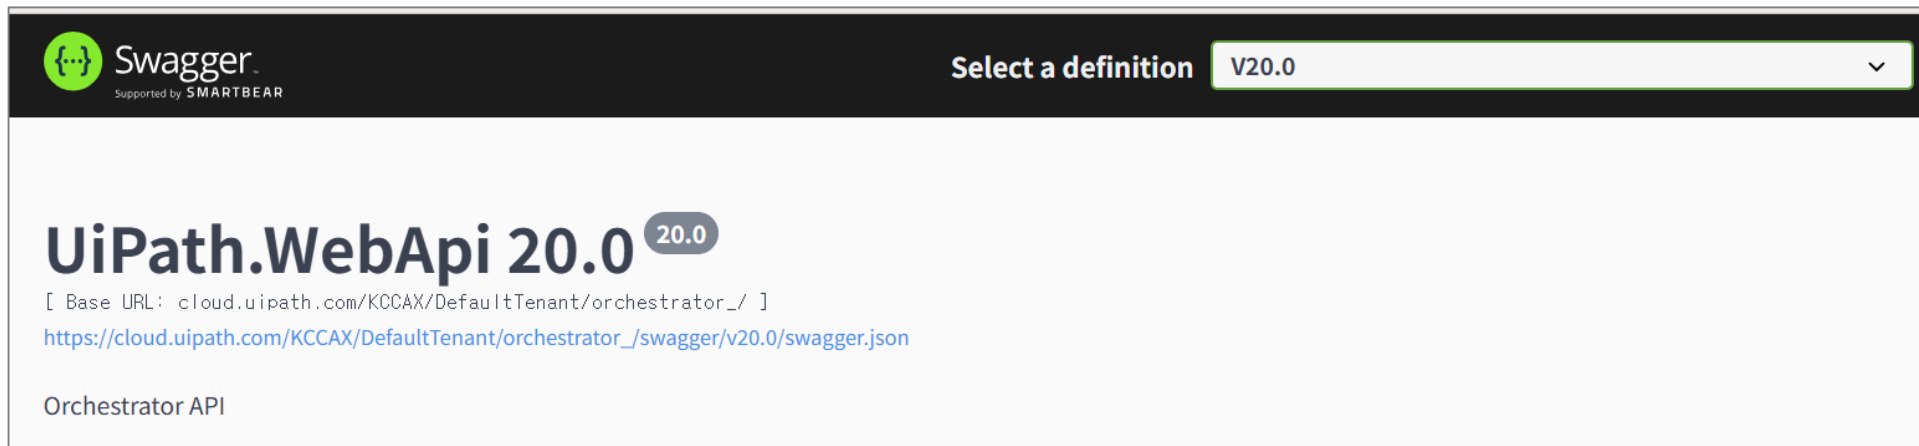 {···} Swagger
Supported by SMARTBEAR
Select a definition V20.0
UiPath.WebApi 20.0 20.0
[ Base URL: cloud.uipath.com/KCCAX/DefaultTenant/orchestrator_/ ]
https://cloud.uipath.com/KCCAX/DefaultTenant/orchestrator_/swagger/v20.0/swagger.json
Orchestrator API